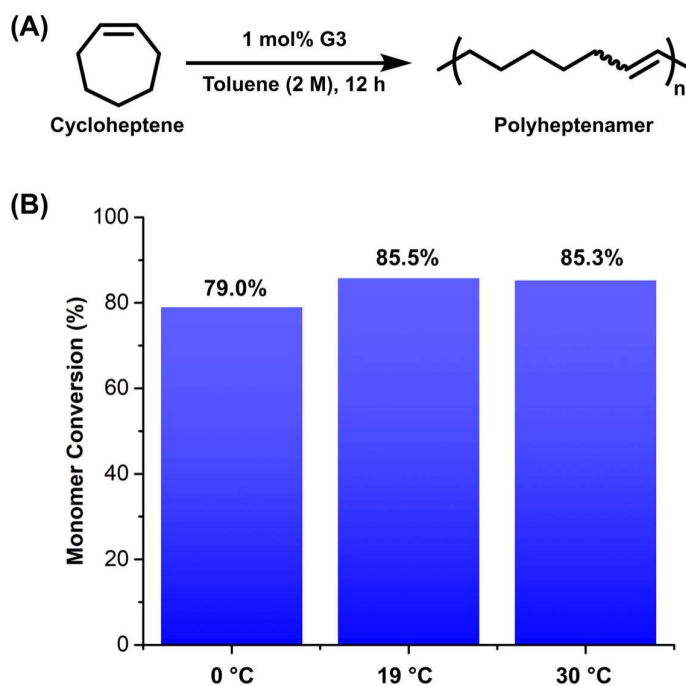 (A)
1 mol% G3
Toluene (2 M), 12 h
n
Cycloheptene
Polyheptenamer
(B)
Monomer Conversion (%)
100
80
60
40
20
0
79.0%
85.5%
85.3%
0 °C
19 °C
30 °C